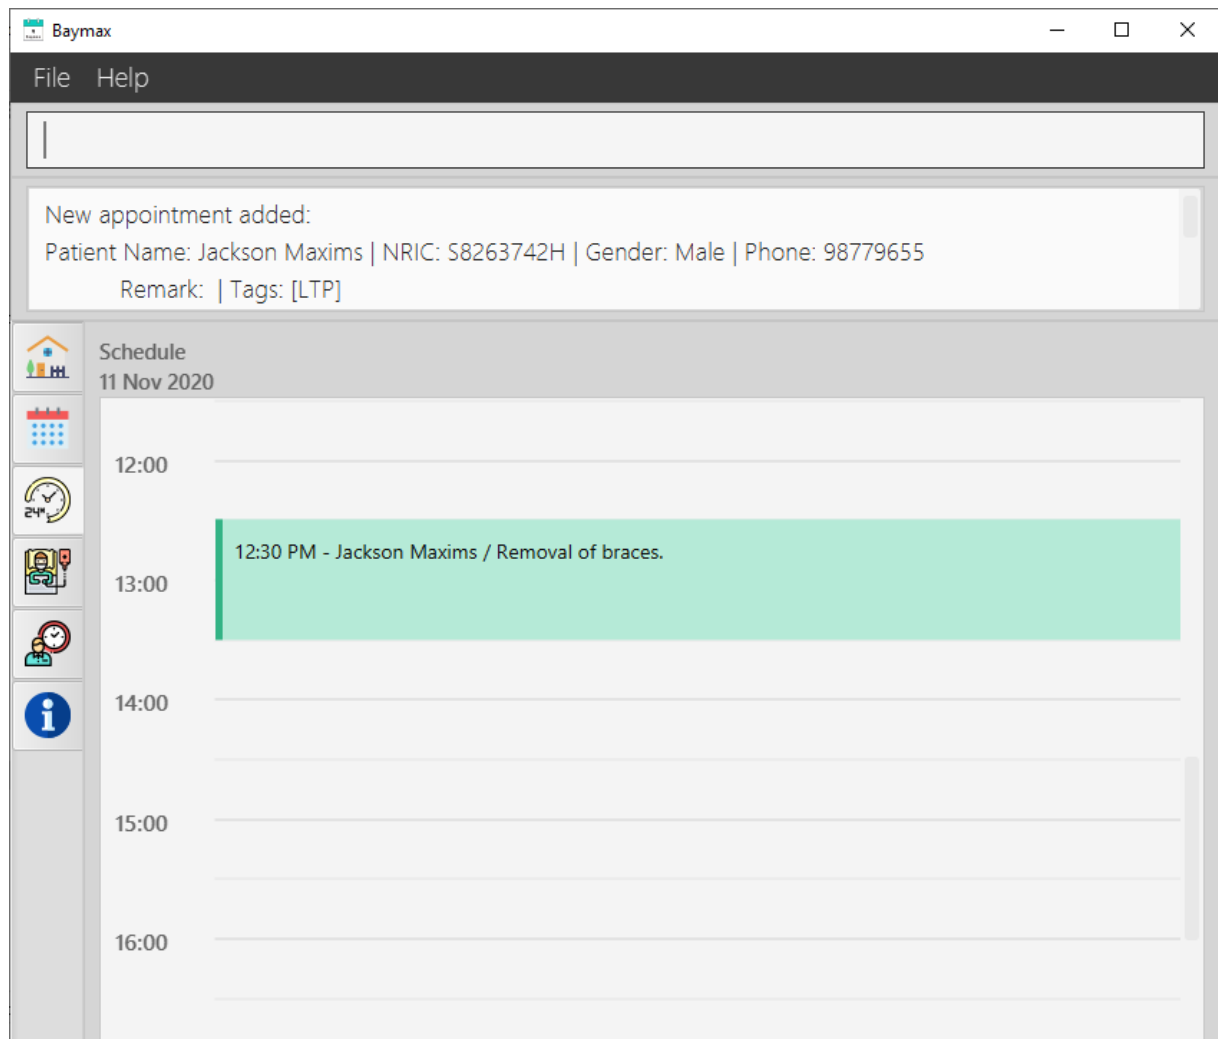 Baymax
File Help
New appointment added:
Patient Name: Jackson Maxims | NRIC: S8263742H | Gender: Male | Phone: 98779655
Remark:  | Tags: [LTP]
Schedule
11 Nov 2020
12:00
12:30 PM - Jackson Maxims / Removal of braces.
13:00
14:00
15:00
16:00